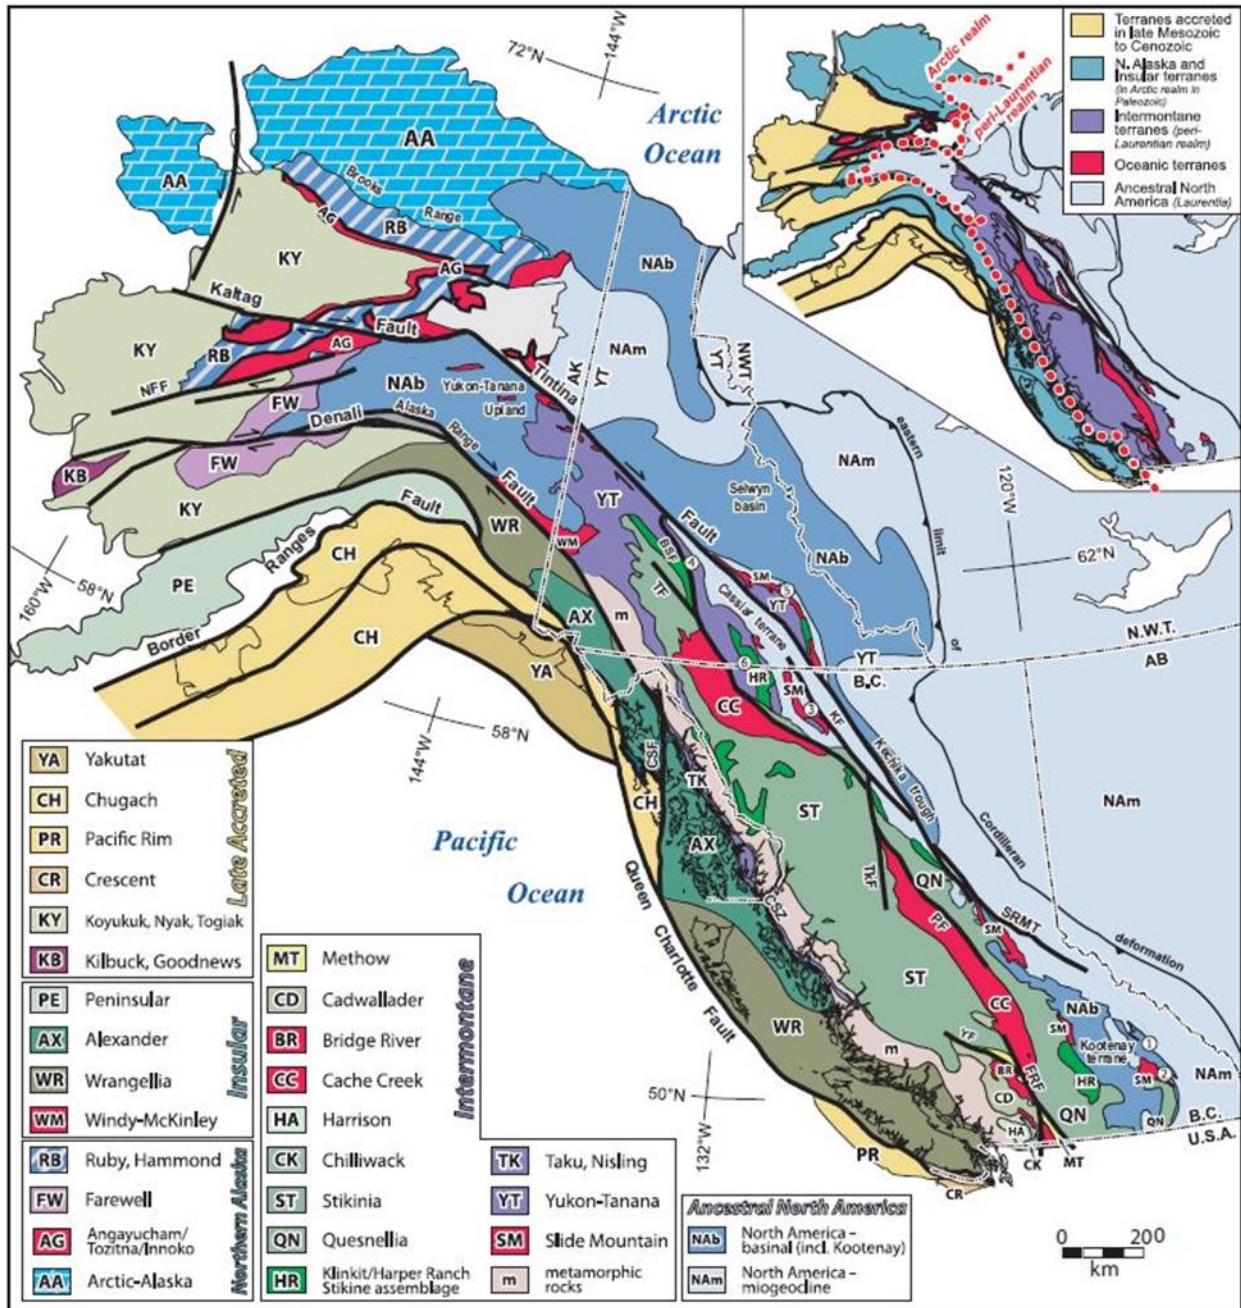 72°N
144°W
Arctic
Ocean
AA
AA
Brooks
Range
AG
RB
KY
AG
NAb
Kaltag
Fault
AG
RB
KY
NFF
NAm
AK
YT
NWT
YT
Tintina
NAb
Yukon-Tanana
Upland
FW
Denali
Alaska
Range
Fault
FW
KB
KY
WR
WM
YT
Fault
Selwyn
basin
NAb
NAm
eastern
limit
of
Cordilleran
deformation
120°W
62°N
160°W
58°N
PE
Border
Ranges
Fault
CH
CH
YA
AX
m
TF
BSF
4
SM
5
YT
Cassiar terrane
6
HR
SM
3
KF
CC
YT
B.C.
N.W.T.
AB
Kechika trough
58°N
144°W
Pacific
Ocean
CSF
CH
TK
AX
CSZ
ST
TkF
PF
QN
SM
SRMT
NAm
Queen Charlotte Fault
WR
m
ST
CC
YF
BR
FRF
CD
HA
CK
MT
QN
HR
SM
NAb
Kootenay
terrane
1
SM
2
QN
NAm
B.C.
U.S.A.
50°N
132°W
PR
CR
0 200
km
Arctic realm
peri-Laurentian
realm
Terranes accreted
in late Mesozoic
to Cenozoic
N. Alaska and
Insular terranes
(in Arctic realm in
Paleozoic)
Intermontane
terranes (peri-
Laurentian realm)
Oceanic terranes
Ancestral North
America (Laurentia)
Late Accreted
YA Yakutat
CH Chugach
PR Pacific Rim
CR Crescent
KY Koyukuk, Nyak, Togiak
KB Kilbuck, Goodnews
Insular
PE Peninsular
AX Alexander
WR Wrangellia
WM Windy-McKinley
Northern Alaska
RB Ruby, Hammond
FW Farewell
AG Angayucham/
Tozitna/Innoko
AA Arctic-Alaska
Intermontane
MT Methow
CD Cadwallader
BR Bridge River
CC Cache Creek
HA Harrison
CK Chilliwack
ST Stikinia
QN Quesnellia
HR Klinkit/Harper Ranch
Stikine assemblage
TK Taku, Nisling
YT Yukon-Tanana
SM Slide Mountain
m metamorphic
rocks
Ancestral North America
NAb North America –
basinal (incl. Kootenay)
NAm North America –
miogeocline